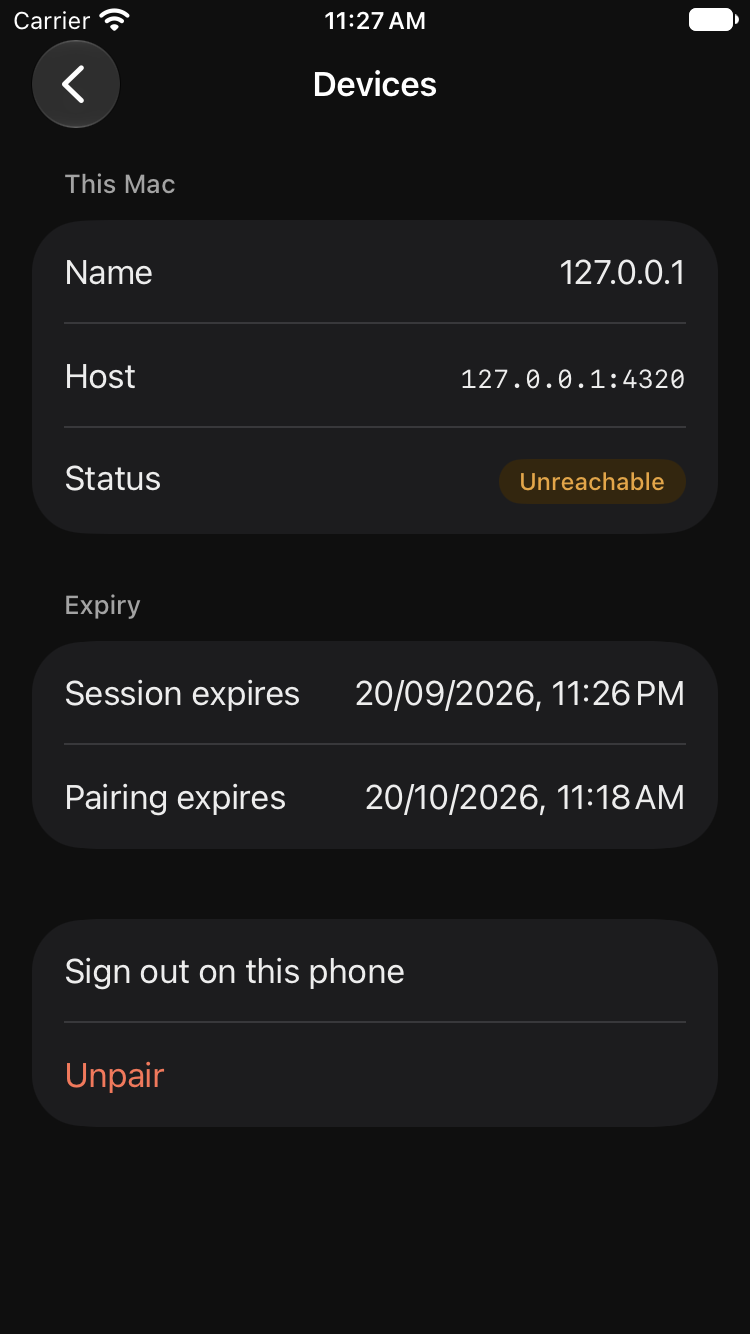 Carrier 11:27 AM
Devices
This Mac
Name 127.0.0.1
Host 127.0.0.1:4320
Status Unreachable
Expiry
Session expires 20/09/2026, 11:26 PM
Pairing expires 20/10/2026, 11:18 AM
Sign out on this phone
Unpair